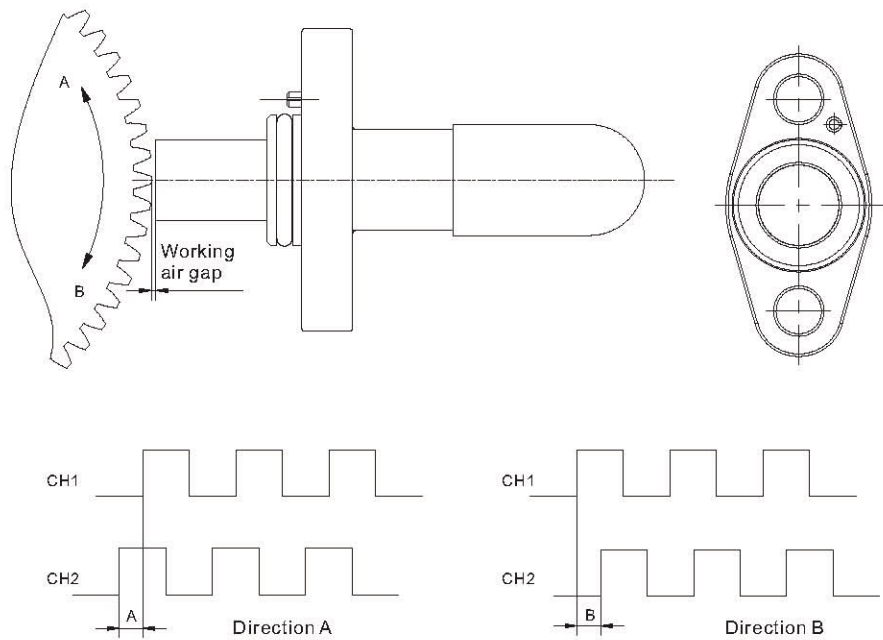 A
B
Working
air gap
CH1
CH1
CH2
CH2
A
Direction A
B
Direction B